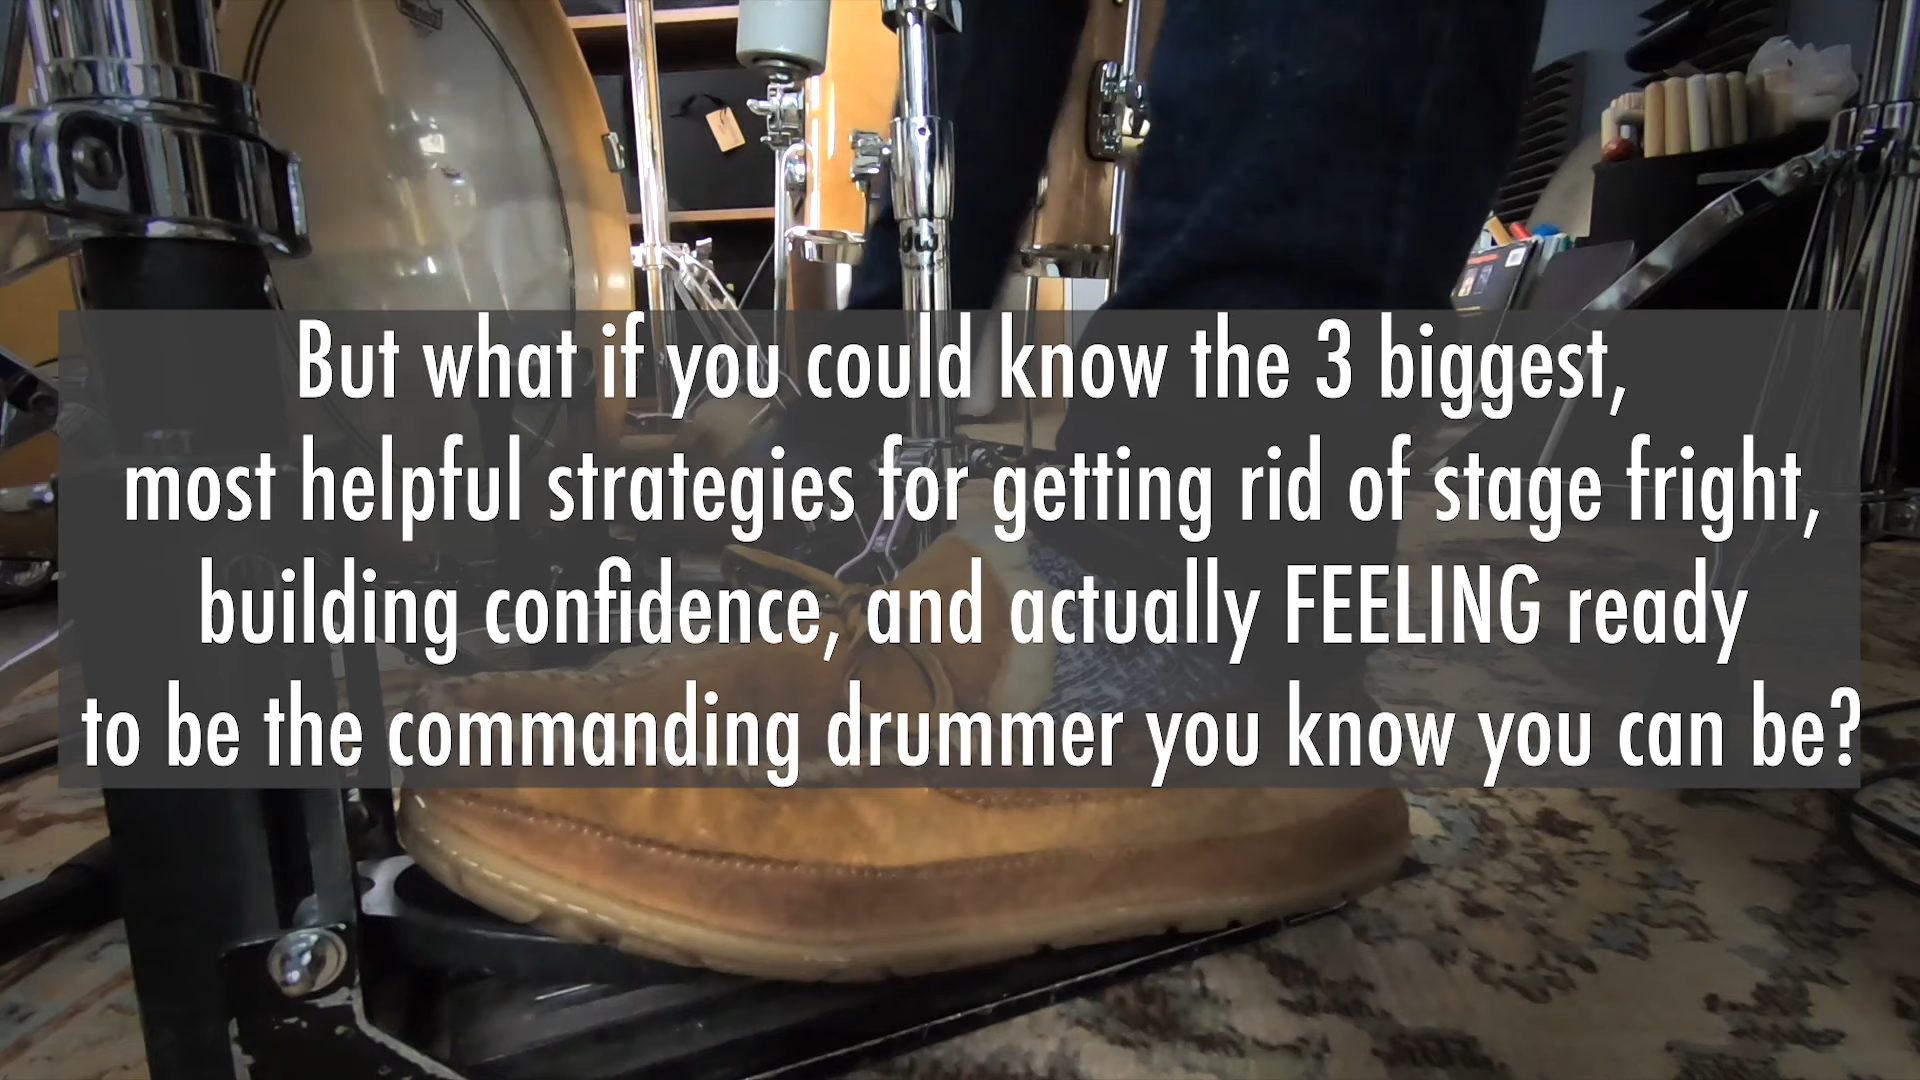 dw
But what if you could know the 3 biggest,
most helpful strategies for getting rid of stage fright,
building confidence, and actually FEELING ready
to be the commanding drummer you know you can be?